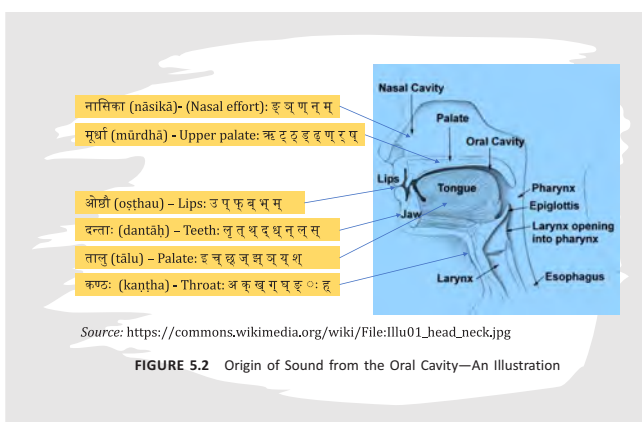 नासिका (nāsikā)- (Nasal effort): ङ् ञ् ण् न् म्
मूर्धा (mūrdhā) - Upper palate: ऋ ट् ठ् ड् ढ् ण् र् ष्
ओष्ठौ (oṣṭhau) – Lips: उ प् फ् ब् भ् म्
दन्ताः (dantāḥ) – Teeth: लृ त् थ् द् ध् न् ल् स्
तालु (tālu) – Palate: इ च् छ् ज् झ् ञ् य् श्
कण्ठः (kaṇṭha) - Throat: अ क् ख् ग् घ् ङ् ः ह्
Nasal Cavity
Palate
Oral Cavity
Lips
Tongue
Pharynx
Epiglottis
Jaw
Larynx opening
into pharynx
Larynx
Esophagus
Source: https://commons.wikimedia.org/wiki/File:Illu01_head_neck.jpg
FIGURE 5.2 Origin of Sound from the Oral Cavity—An Illustration